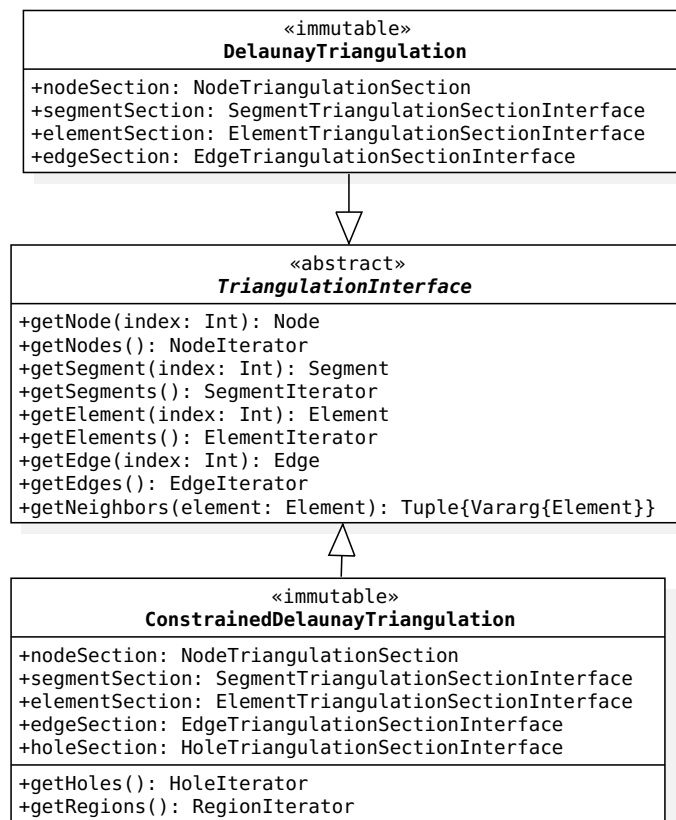 «immutable»
DelaunayTriangulation
+nodeSection: NodeTriangulationSection
+segmentSection: SegmentTriangulationSectionInterface
+elementSection: ElementTriangulationSectionInterface
+edgeSection: EdgeTriangulationSectionInterface
«abstract»
TriangulationInterface
+getNode(index: Int): Node
+getNodes(): NodeIterator
+getSegment(index: Int): Segment
+getSegments(): SegmentIterator
+getElement(index: Int): Element
+getElements(): ElementIterator
+getEdge(index: Int): Edge
+getEdges(): EdgeIterator
+getNeighbors(element: Element): Tuple{Vararg{Element}}
«immutable»
ConstrainedDelaunayTriangulation
+nodeSection: NodeTriangulationSection
+segmentSection: SegmentTriangulationSectionInterface
+elementSection: ElementTriangulationSectionInterface
+edgeSection: EdgeTriangulationSectionInterface
+holeSection: HoleTriangulationSectionInterface
+getHoles(): HoleIterator
+getRegions(): RegionIterator